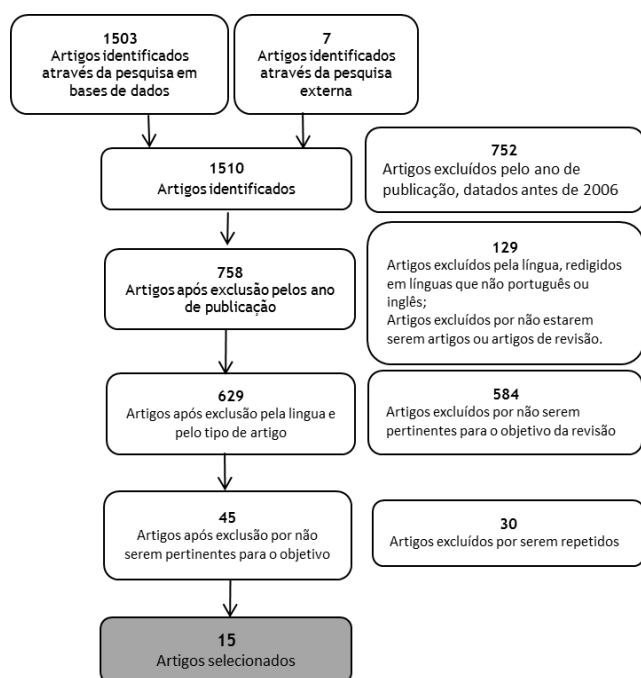 1503
Artigos identificados
através da pesquisa em
bases de dados
7
Artigos identificados
através da pesquisa
externa
1510
Artigos identificados
752
Artigos excluídos pelo ano de
publicação, datados antes de 2006
758
Artigos após exclusão pelos ano
de publicação
129
Artigos excluídos pela língua, redigidos
em línguas que não português ou
inglês;
Artigos excluídos por não estarem
serem artigos ou artigos de revisão.
629
Artigos após exclusão pela lingua e
pelo tipo de artigo
584
Artigos excluídos por não serem
pertinentes para o objetivo da revisão
45
Artigos após exclusão por não
serem pertinentes para o objetivo
30
Artigos excluídos por serem repetidos
15
Artigos selecionados